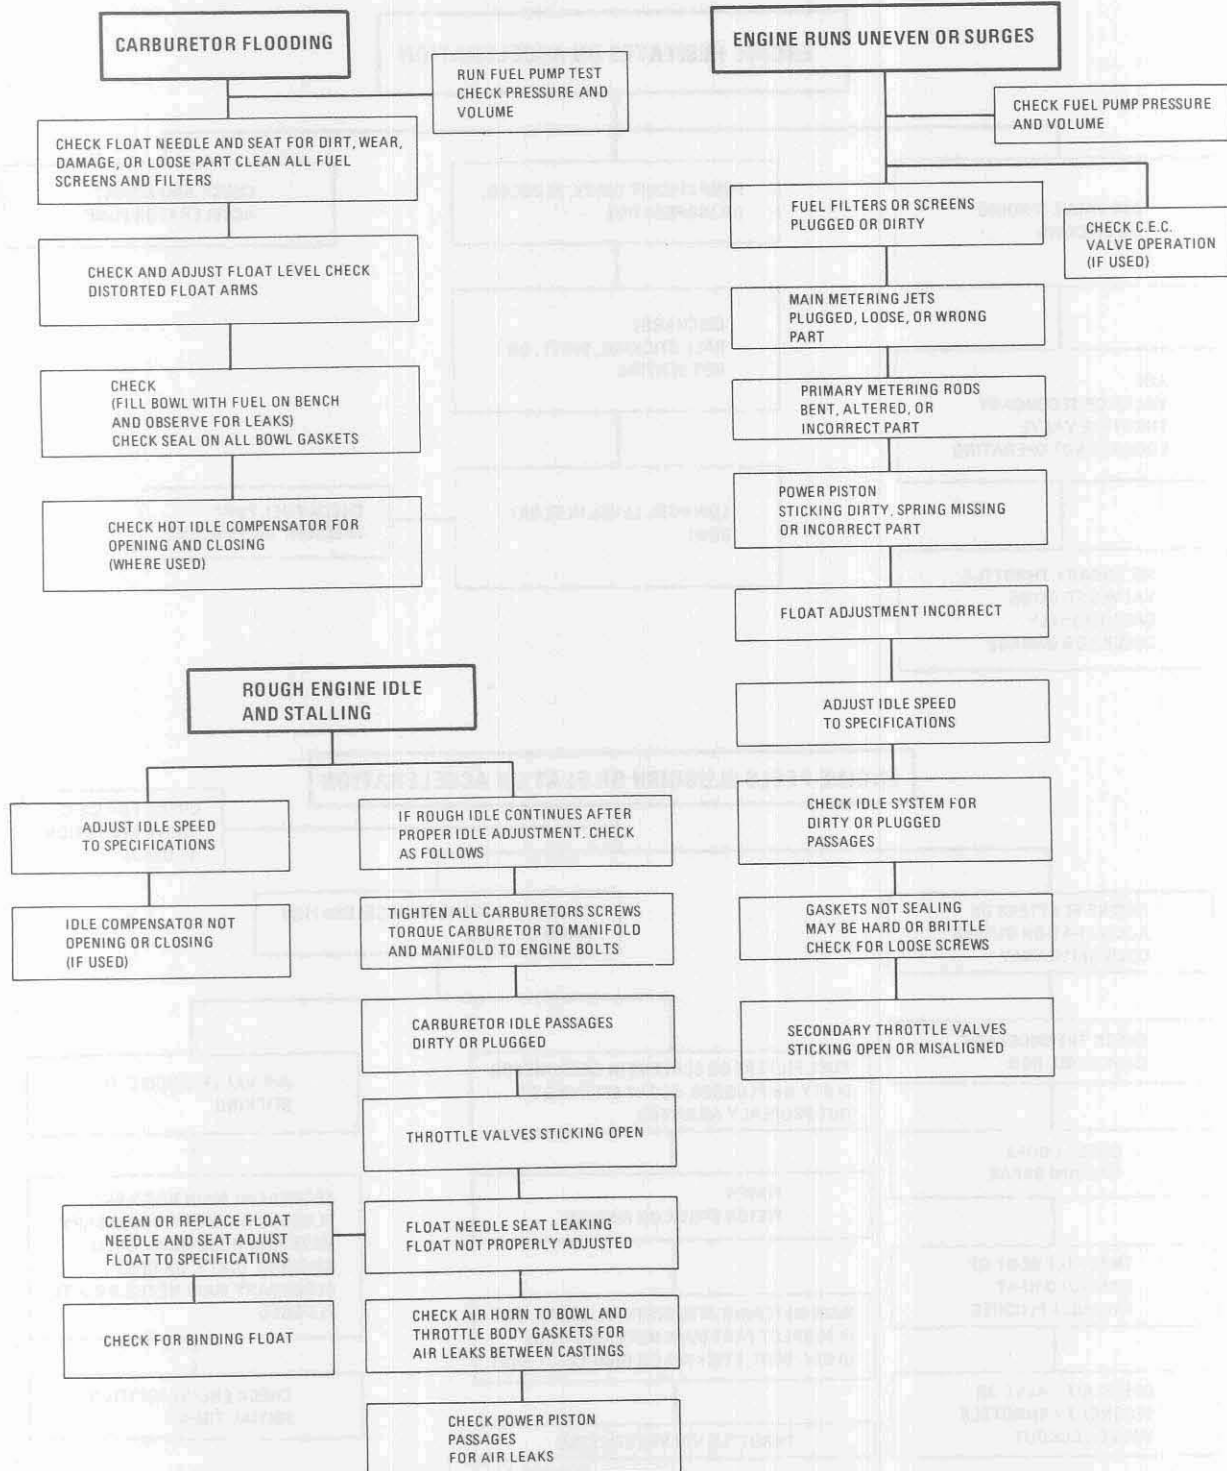 CARBURETOR FLOODING
RUN FUEL PUMP TEST
CHECK PRESSURE AND
VOLUME
CHECK FLOAT NEEDLE AND SEAT FOR DIRT, WEAR,
DAMAGE, OR LOOSE PART CLEAN ALL FUEL
SCREENS AND FILTERS
CHECK AND ADJUST FLOAT LEVEL CHECK
DISTORTED FLOAT ARMS
CHECK
(FILL BOWL WITH FUEL ON BENCH
AND OBSERVE FOR LEAKS)
CHECK SEAL ON ALL BOWL GASKETS
CHECK HOT IDLE COMPENSATOR FOR
OPENING AND CLOSING
(WHERE USED)
ENGINE RUNS UNEVEN OR SURGES
CHECK FUEL PUMP PRESSURE
AND VOLUME
FUEL FILTERS OR SCREENS
PLUGGED OR DIRTY
CHECK C.E.C.
VALVE OPERATION
(IF USED)
MAIN METERING JETS
PLUGGED, LOOSE, OR WRONG
PART
PRIMARY METERING RODS
BENT, ALTERED, OR
INCORRECT PART
POWER PISTON
STICKING DIRTY. SPRING MISSING
OR INCORRECT PART
FLOAT ADJUSTMENT INCORRECT
ADJUST IDLE SPEED
TO SPECIFICATIONS
CHECK IDLE SYSTEM FOR
DIRTY OR PLUGGED
PASSAGES
GASKETS NOT SEALING
MAY BE HARD OR BRITTLE
CHECK FOR LOOSE SCREWS
SECONDARY THROTTLE VALVES
STICKING OPEN OR MISALIGNED
ROUGH ENGINE IDLE
AND STALLING
ADJUST IDLE SPEED
TO SPECIFICATIONS
IDLE COMPENSATOR NOT
OPENING OR CLOSING
(IF USED)
IF ROUGH IDLE CONTINUES AFTER
PROPER IDLE ADJUSTMENT. CHECK
AS FOLLOWS
TIGHTEN ALL CARBURETORS SCREWS
TORQUE CARBURETOR TO MANIFOLD
AND MANIFOLD TO ENGINE BOLTS
CARBURETOR IDLE PASSAGES
DIRTY OR PLUGGED
THROTTLE VALVES STICKING OPEN
FLOAT NEEDLE SEAT LEAKING
FLOAT NOT PROPERLY ADJUSTED
CLEAN OR REPLACE FLOAT
NEEDLE AND SEAT ADJUST
FLOAT TO SPECIFICATIONS
CHECK FOR BINDING FLOAT
CHECK AIR HORN TO BOWL AND
THROTTLE BODY GASKETS FOR
AIR LEAKS BETWEEN CASTINGS
CHECK POWER PISTON
PASSAGES
FOR AIR LEAKS